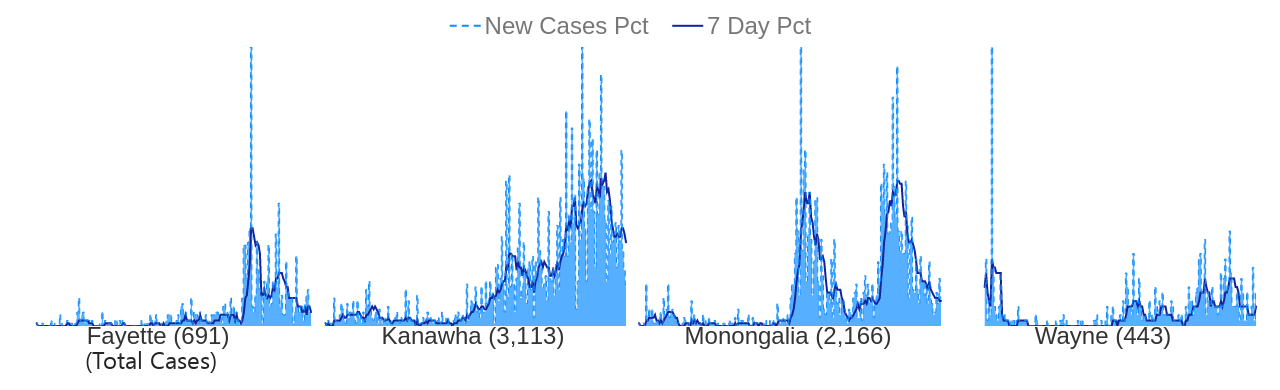 New Cases Pct 7 Day Pct
Fayette (691) Kanawha (3,113) Monongalia (2,166) Wayne (443)
(Total Cases)